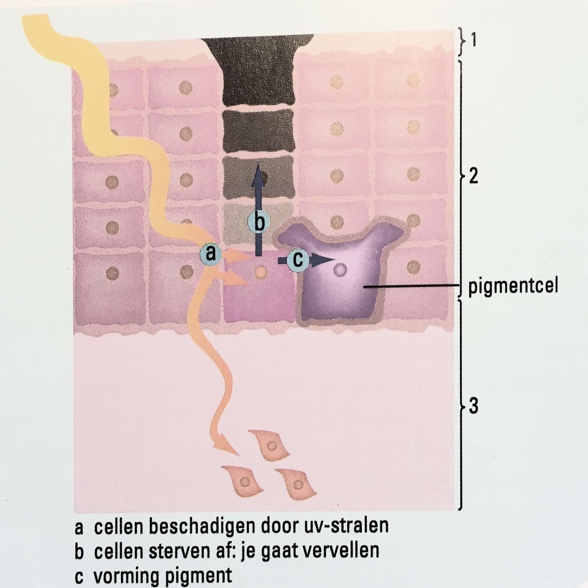 1
2
b
a
c
pigmentcel
3
a cellen beschadigen door uv-stralen
b cellen sterven af: je gaat vervellen
c vorming pigment